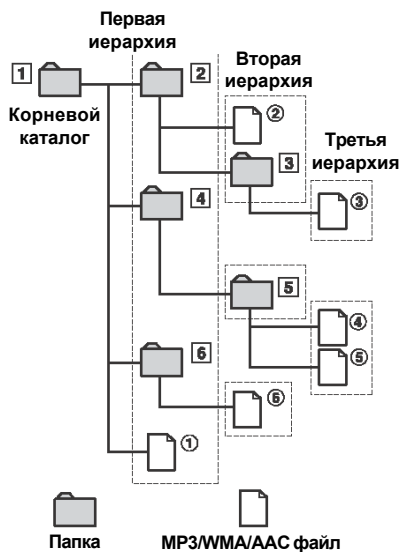 Первая
иерархия
1
2
Вторая
иерархия
Корневой
каталог
②
3
Третья
иерархия
4
③
5
④
⑤
6
⑥
①
Папка
MP3/WMA/AAC файл